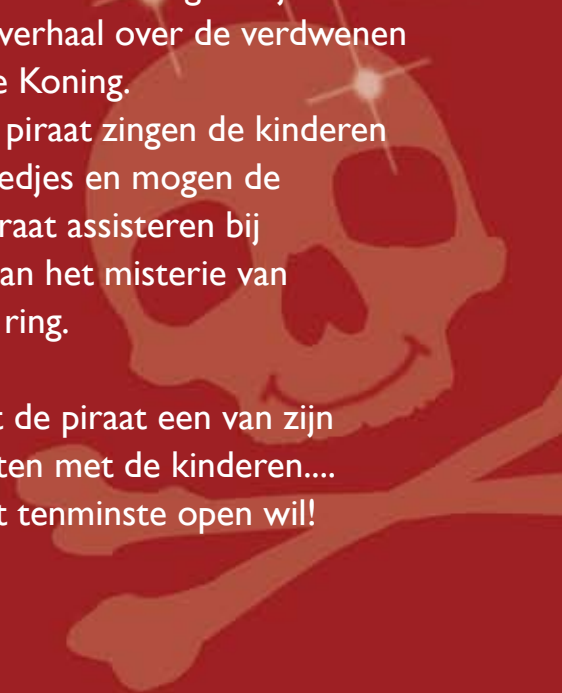 verhaal over de verdwenen
e Koning.
piraat zingen de kinderen
edjes en mogen de
raat assisteren bij
an het misterie van
ring.
t de piraat een van zijn
ten met de kinderen....
t tenminste open wil!